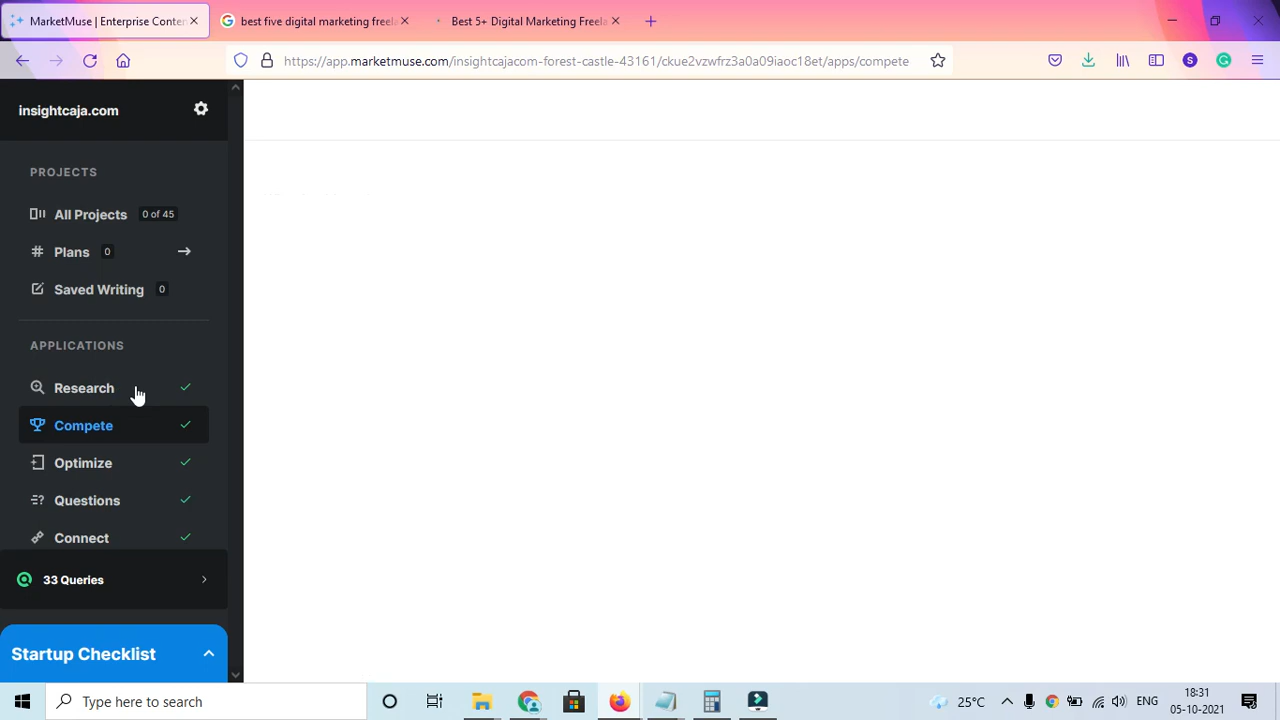 MarketMuse | Enterprise Conten
best five digital marketing freel
Best 5+ Digital Marketing Freela
https://app.marketmuse.com/insightcajacom-forest-castle-43161/ckue2vzwfrz3a0a09iaoc18et/apps/compete
insightcaja.com
PROJECTS
All Projects 0 of 45
Plans 0
Saved Writing 0
APPLICATIONS
Research
Compete
Optimize
Questions
Connect
33 Queries
Startup Checklist
Type here to search
25°C
ENG
18:31
05-10-2021